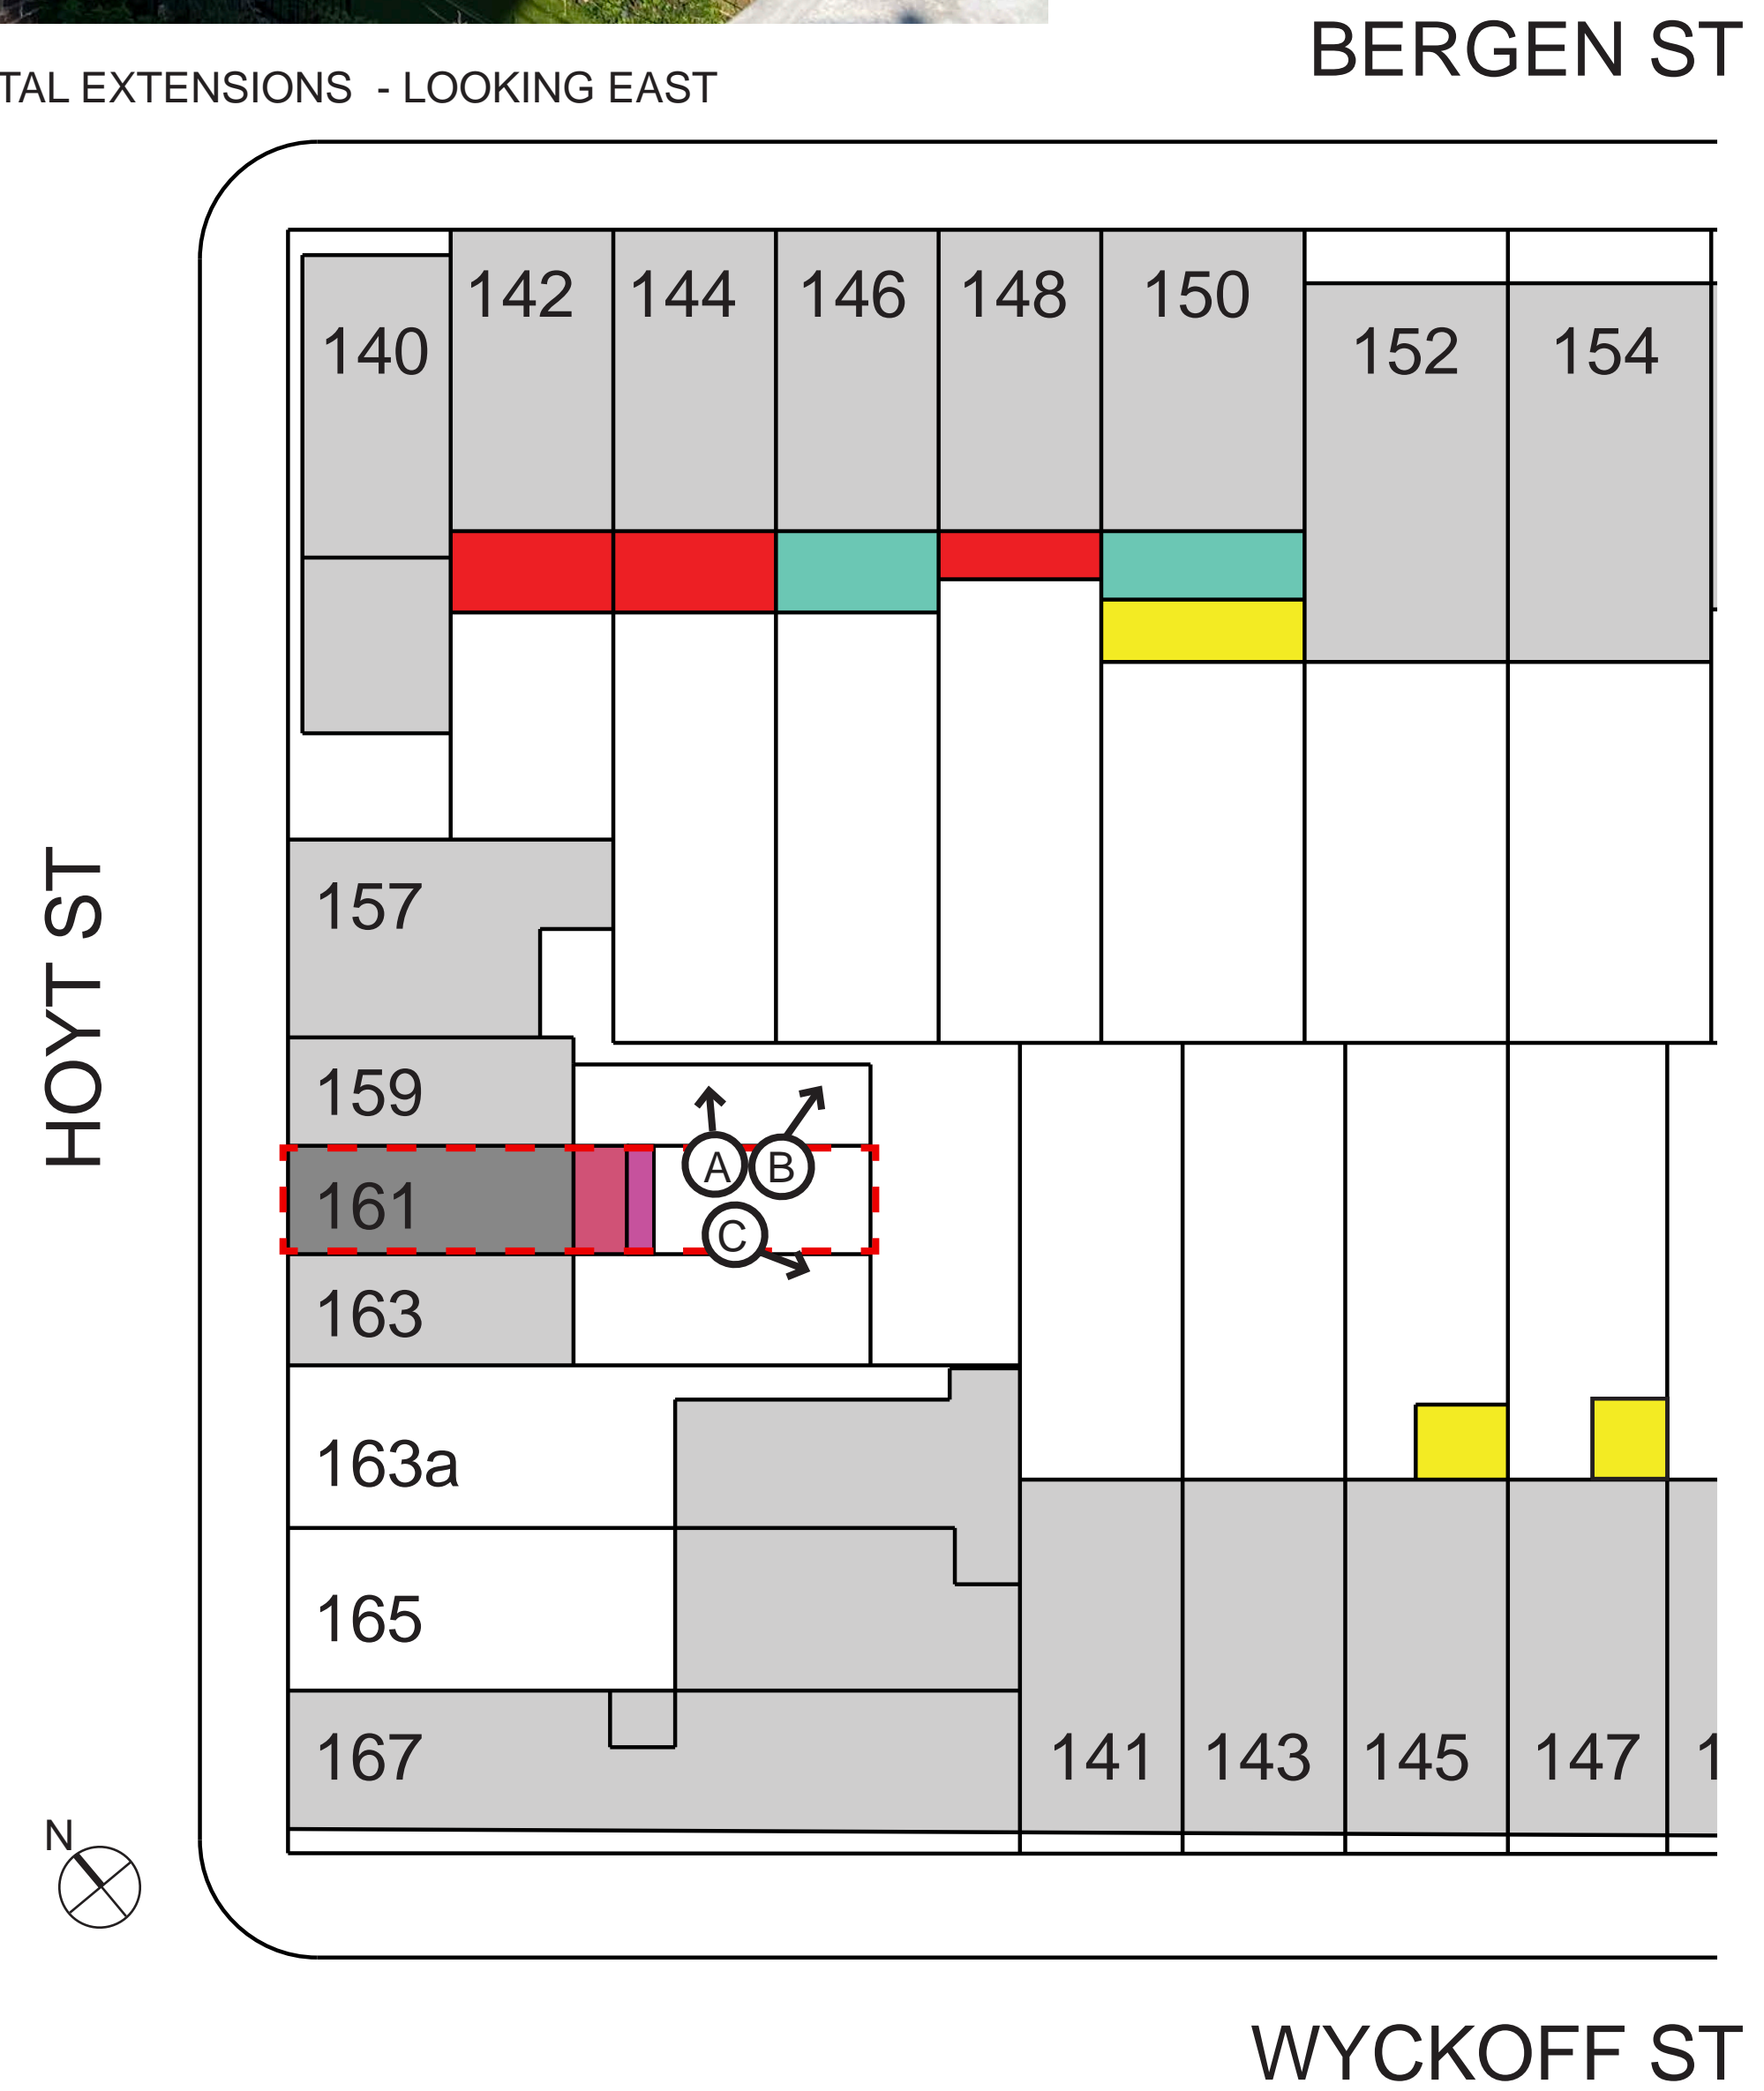 BERGEN ST
TAL EXTENSIONS - LOOKING EAST
142 144 146 148 150
140 152 154
157
HOYT ST
159
A B
161
C
163
163a
165
167 141 143 145 147 1
N
WYCKOFF ST